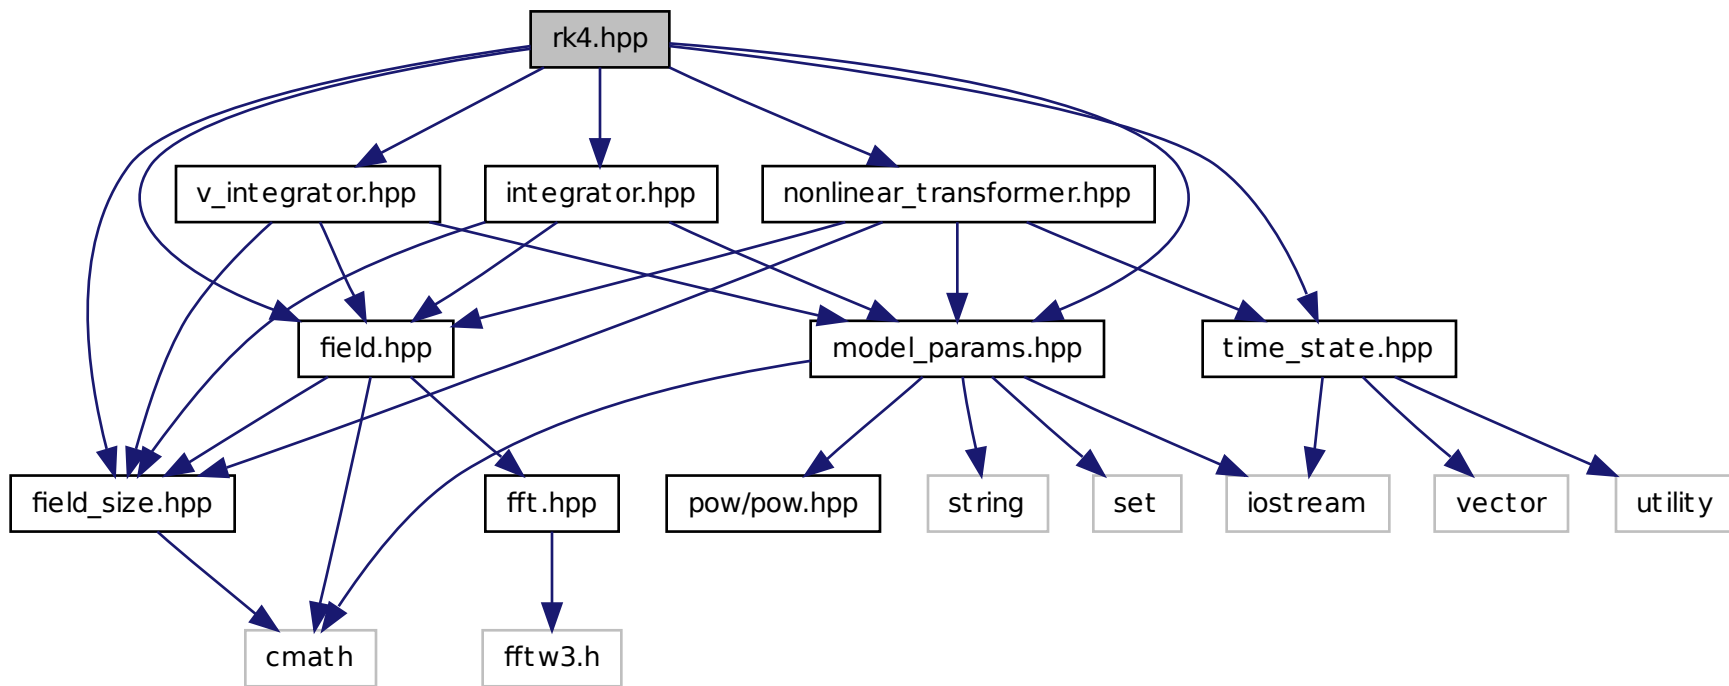 rk4.hpp
v_integrator.hpp
integrator.hpp
nonlinear_transformer.hpp
field.hpp
model_params.hpp
time_state.hpp
field_size.hpp
fft.hpp
pow/pow.hpp
string
set
iostream
vector
utility
cmath
fftw3.h